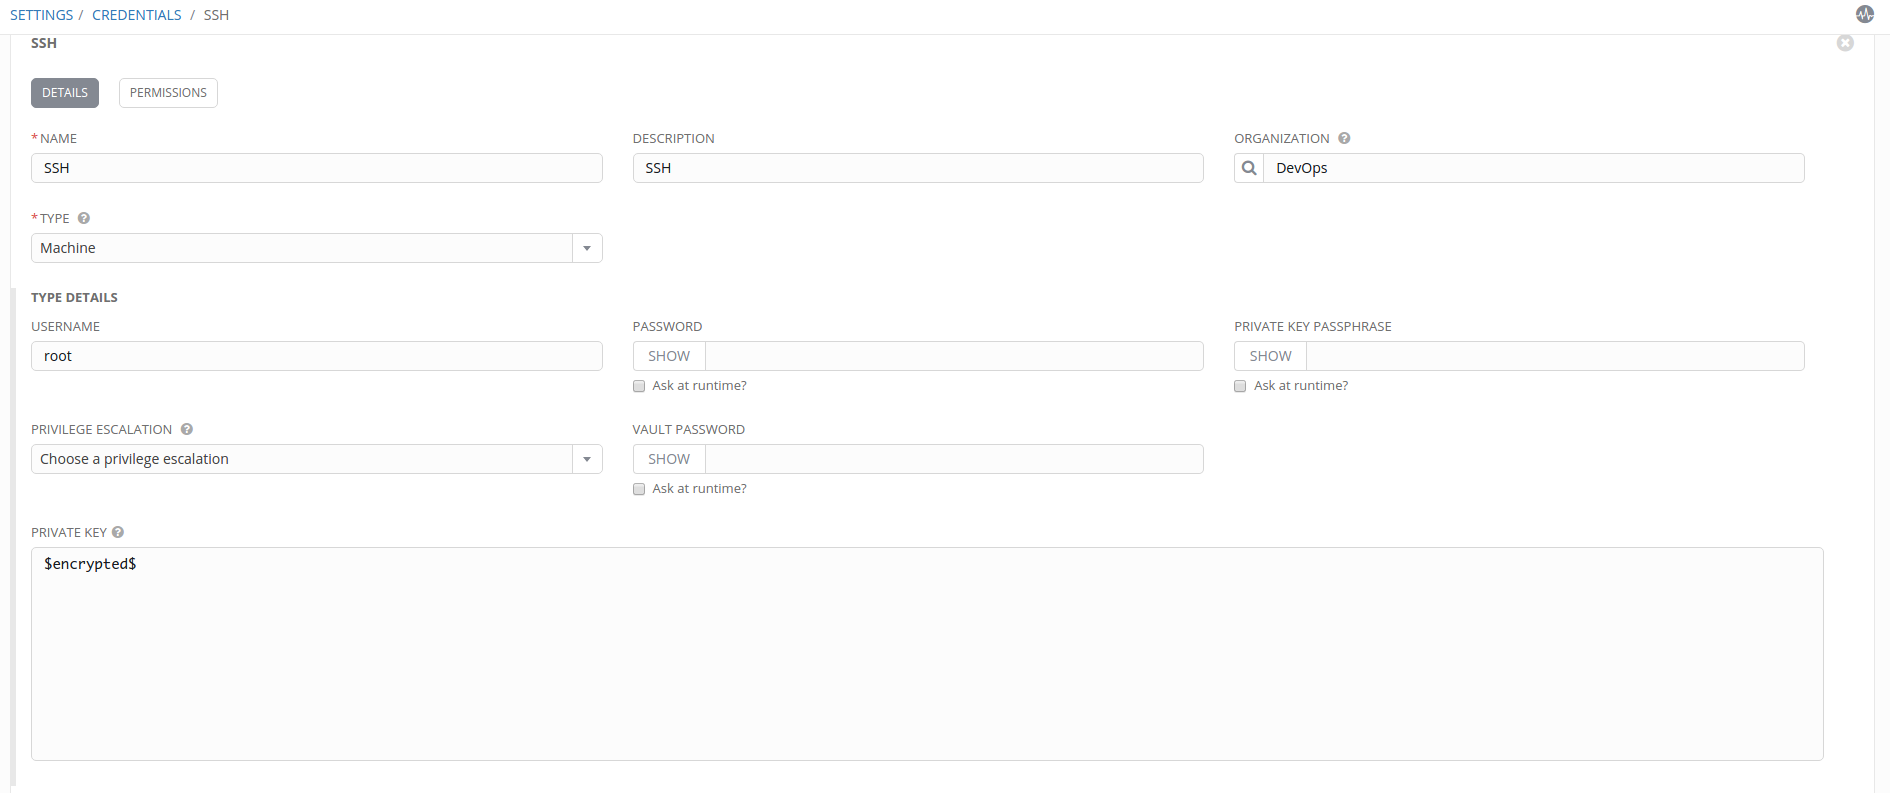 SETTINGS / CREDENTIALS / SSH
SSH
DETAILS PERMISSIONS
* NAME DESCRIPTION ORGANIZATION ?
SSH SSH DevOps
* TYPE ?
Machine
TYPE DETAILS
USERNAME PASSWORD PRIVATE KEY PASSPHRASE
root SHOW SHOW
Ask at runtime? Ask at runtime?
PRIVILEGE ESCALATION ? VAULT PASSWORD
Choose a privilege escalation SHOW
Ask at runtime?
PRIVATE KEY ?
$encrypted$